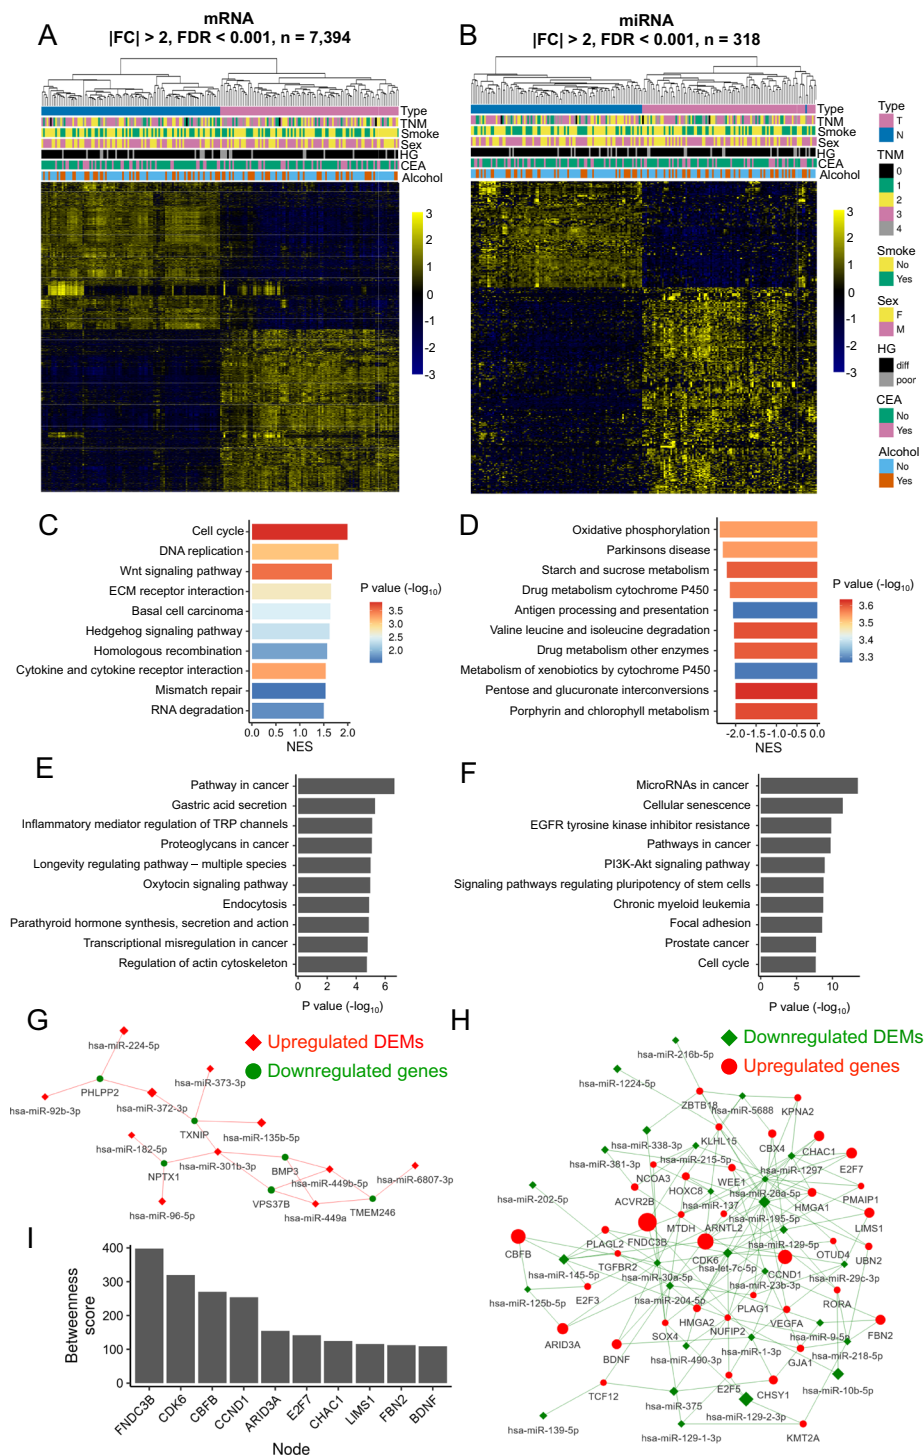 A
mRNA
|FC| > 2, FDR < 0.001, n = 7,394
Type
TNM
Smoke
Sex
HG
CEA
Alcohol
3
2
1
0
-1
-2
-3
B
miRNA
|FC| > 2, FDR < 0.001, n = 318
Type
TNM
Smoke
Sex
HG
CEA
Alcohol
3
2
1
0
-1
-2
-3
Type
T
N
TNM
0
1
2
3
4
Smoke
No
Yes
Sex
F
M
HG
diff
poor
CEA
No
Yes
Alcohol
No
Yes
C
Cell cycle
DNA replication
Wnt signaling pathway
ECM receptor interaction
Basal cell carcinoma
Hedgehog signaling pathway
Homologous recombination
Cytokine and cytokine receptor interaction
Mismatch repair
RNA degradation
0.0 0.5 1.0 1.5 2.0
NES
P value (-log10)
3.5
3.0
2.5
2.0
D
Oxidative phosphorylation
Parkinsons disease
Starch and sucrose metabolism
Drug metabolism cytochrome P450
Antigen processing and presentation
Valine leucine and isoleucine degradation
Drug metabolism other enzymes
Metabolism of xenobiotics by cytochrome P450
Pentose and glucuronate interconversions
Porphyrin and chlorophyll metabolism
-2.0 -1.5 -1.0 -0.5 0.0
NES
P value (-log10)
3.6
3.5
3.4
3.3
E
Pathway in cancer
Gastric acid secretion
Inflammatory mediator regulation of TRP channels
Proteoglycans in cancer
Longevity regulating pathway – multiple species
Oxytocin signaling pathway
Endocytosis
Parathyroid hormone synthesis, secretion and action
Transcriptional misregulation in cancer
Regulation of actin cytoskeleton
0 2 4 6
P value (-log10)
F
MicroRNAs in cancer
Cellular senescence
EGFR tyrosine kinase inhibitor resistance
Pathways in cancer
PI3K-Akt signaling pathway
Signaling pathways regulating pluripotency of stem cells
Chronic myeloid leukemia
Focal adhesion
Prostate cancer
Cell cycle
0 5 10
P value (-log10)
G
Upregulated DEMs
Downregulated genes
hsa-miR-224-5p
hsa-miR-373-3p
PHLPP2
hsa-miR-92b-3p
hsa-miR-372-3p
TXNIP
hsa-miR-135b-5p
hsa-miR-182-5p
hsa-miR-301b-3p
BMP3
NPTX1
hsa-miR-449b-5p
hsa-miR-6807-3p
VPS37B
TMEM246
hsa-miR-96-5p
hsa-miR-449a
H
Downregulated DEMs
Upregulated genes
hsa-miR-216b-5p
hsa-miR-1224-5p
ZBTB18
hsa-miR-5688
KPNA2
hsa-miR-338-3p
KLHL15
CBX4
CHAC1
hsa-miR-381-3p
hsa-miR-215-5p
hsa-miR-1297
E2F7
NCOA3
WEE1
hsa-miR-202-5p
ACVR2B
HOXC8
hsa-miR-26a-5p
PMAIP1
hsa-miR-137
HMGA1
hsa-miR-195-5p
LIMS1
MTDH
ARNTL2
CBFB
PLAGL2
FNDC3B
hsa-miR-129-5p
OTUD4
UBN2
TGFBR2
CDK6
hsa-let-7c-5p
CCND1
hsa-miR-145-5p
hsa-miR-30a-5p
hsa-miR-23b-3p
hsa-miR-29c-3p
hsa-miR-125b-5p
E2F3
hsa-miR-204-5p
PLAG1
RORA
HMGA2
VEGFA
ARID3A
SOX4
NUFIP2
hsa-miR-9-5p
FBN2
BDNF
hsa-miR-490-3p
hsa-miR-1-3p
GJA1
hsa-miR-218-5p
TCF12
E2F5
CHSY1
hsa-miR-10b-5p
hsa-miR-375
hsa-miR-129-2-3p
hsa-miR-139-5p
hsa-miR-129-1-3p
KMT2A
I
Betweenness score
400
300
200
100
0
FNDC3B
CDK6
CBFB
CCND1
ARID3A
E2F7
CHAC1
LIMS1
FBN2
BDNF
Node